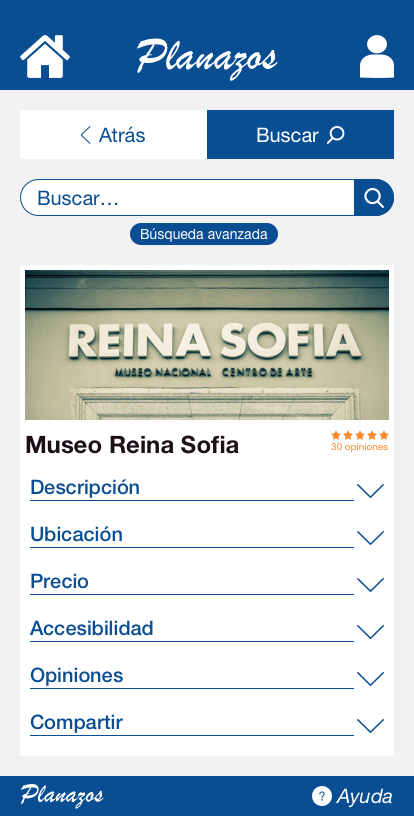 Planazos
Atrás
Buscar
Buscar...
Búsqueda avanzada
REINA SOFIA
MUSEO NACIONAL CENTRO DE ARTE
Museo Reina Sofia
30 opiniones
Descripción
Ubicación
Precio
Accesibilidad
Opiniones
Compartir
Planazos
? Ayuda